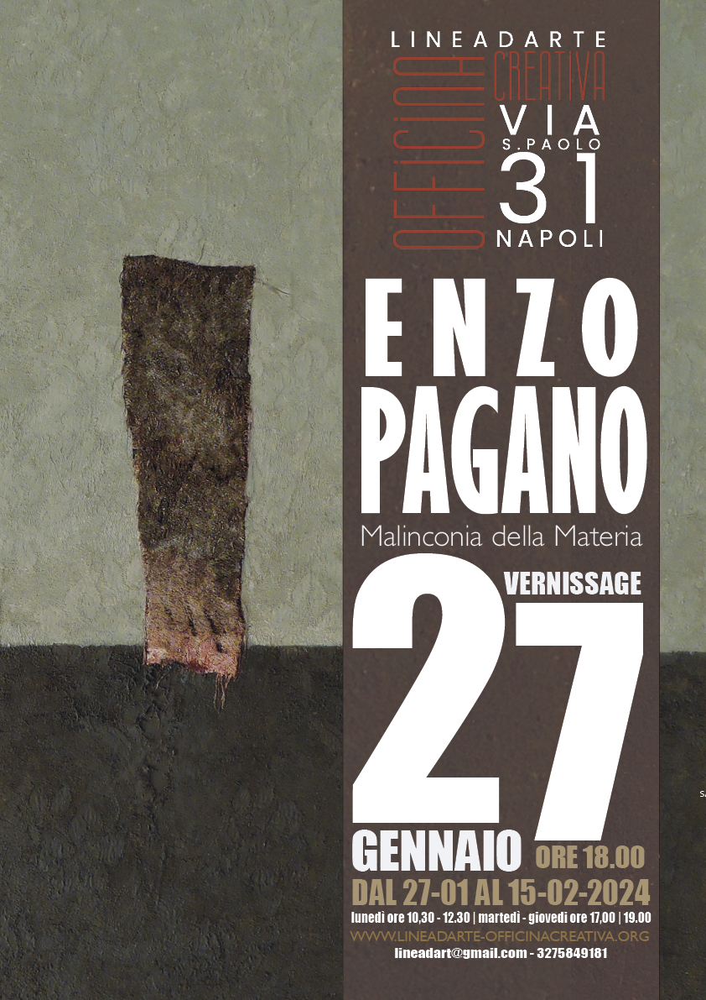 LINEADARTE
OFFICINA
CREATIVA
VIA
S.PAOLO
31
NAPOLI
ENZO
PAGANO
Malinconia della Materia
VERNISSAGE
27
GENNAIO ORE 18.00
DAL 27-01 AL 15-02-2024
lunedì ore 10,30 - 12.30 | martedì - giovedì ore 17,00 | 19.00
WWW.LINEADARTE-OFFICINACREATIVA.ORG
lineadart@gmail.com - 3275849181